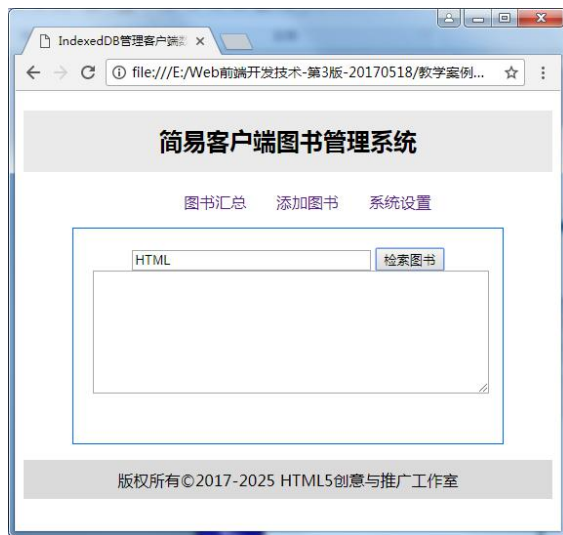 IndexedDB管理客户端
file:///E:/Web前端开发技术-第3版-20170518/教学案例...
简易客户端图书管理系统
图书汇总 添加图书 系统设置
HTML 检索图书
版权所有©2017-2025 HTML5创意与推广工作室